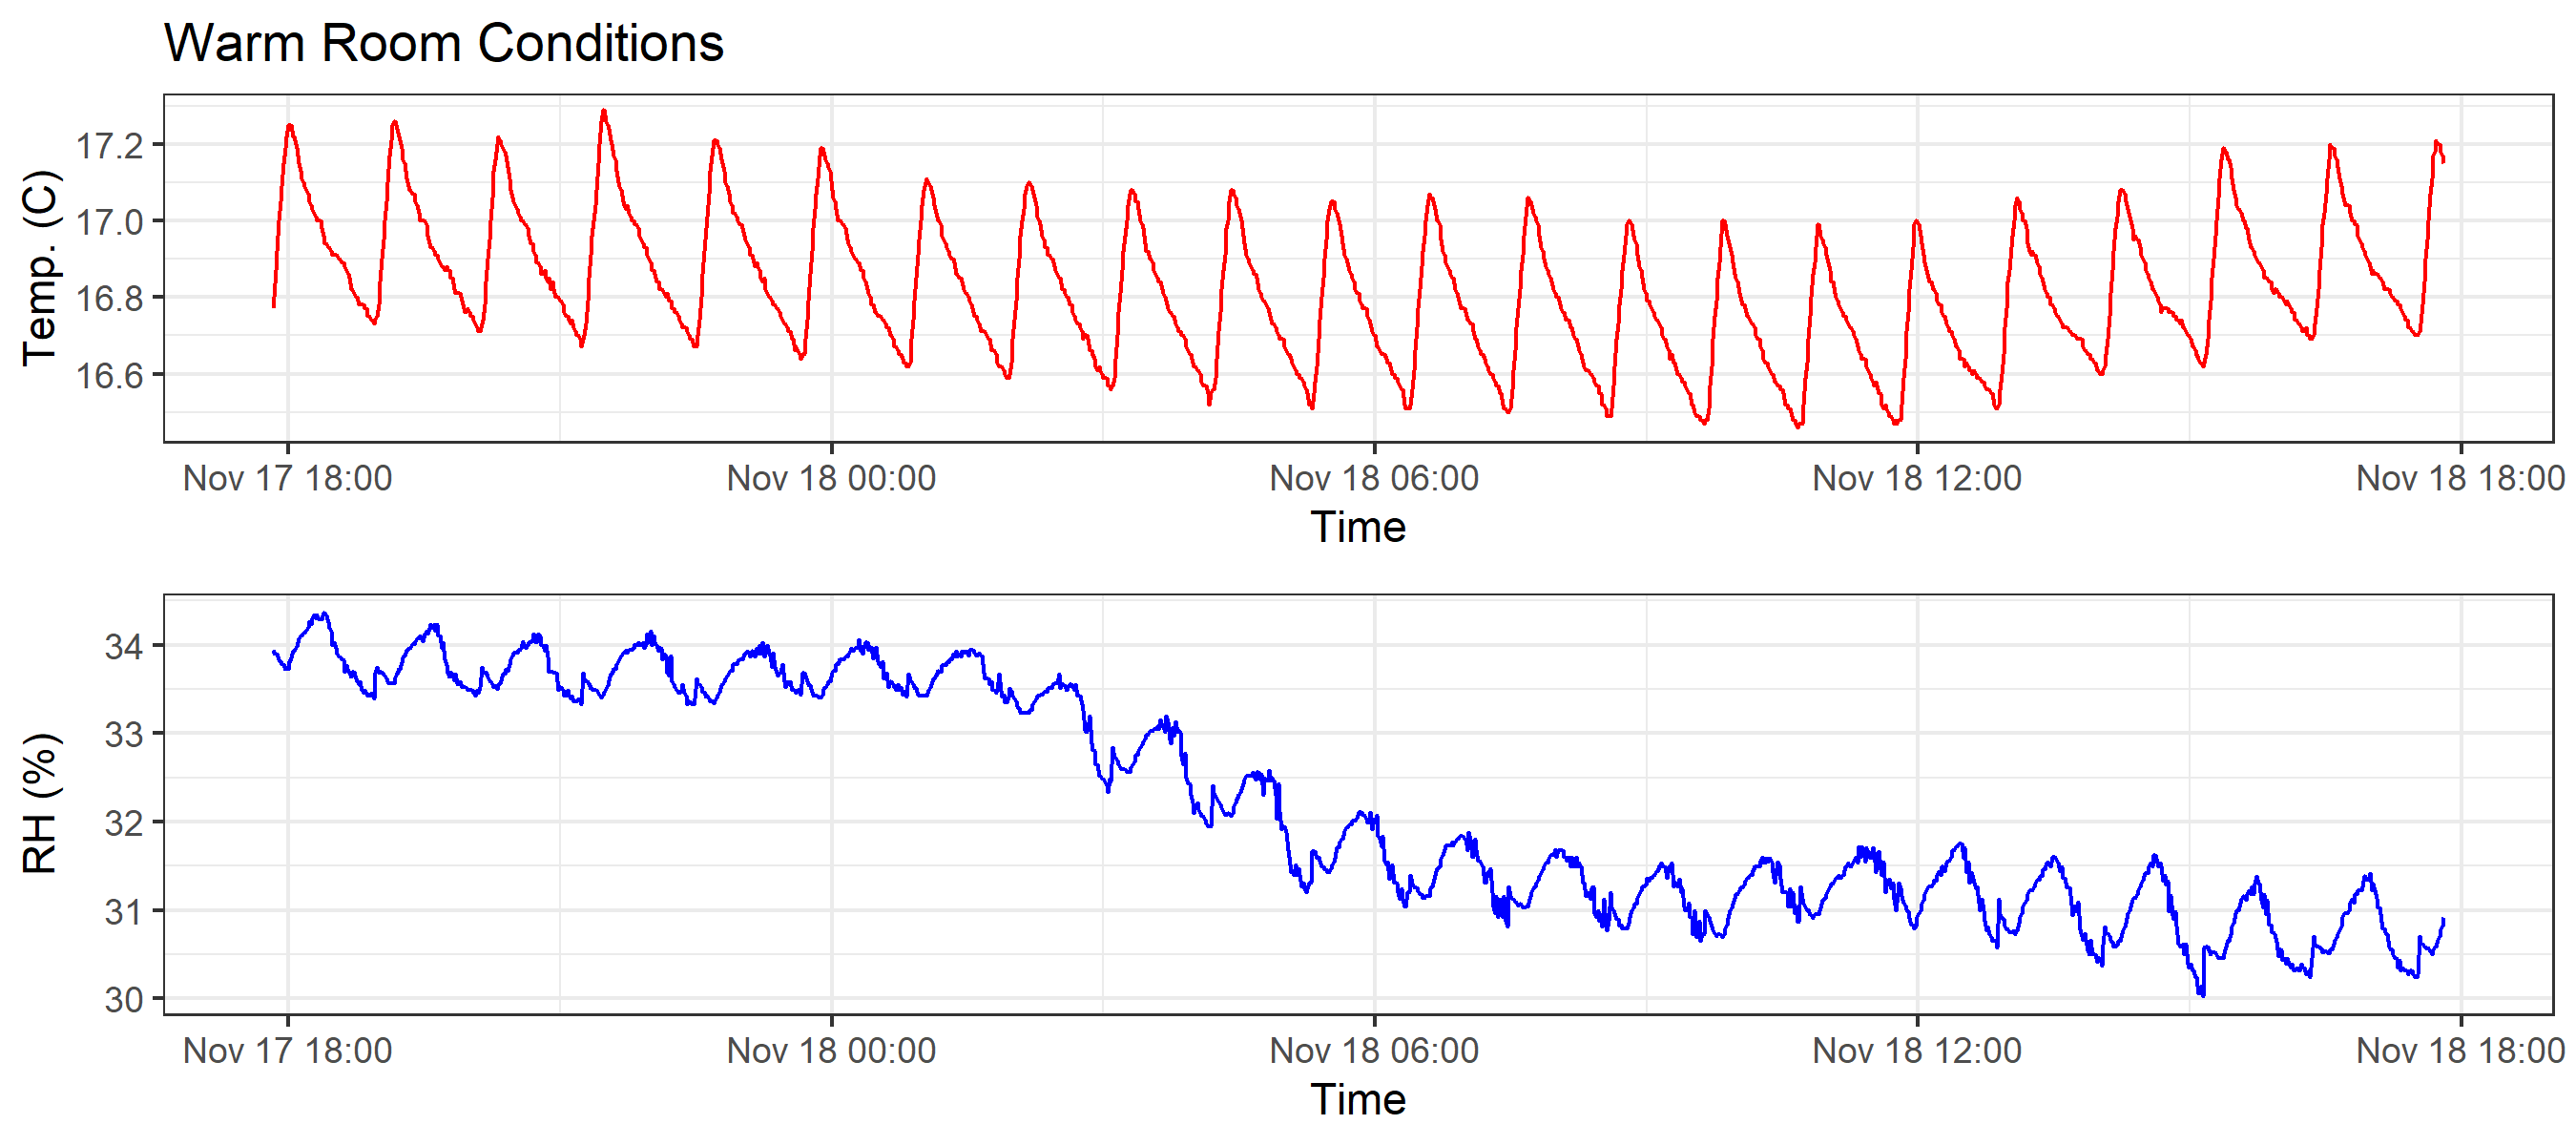 Warm Room Conditions
Temp. (C)
17.2
17.0
16.8
16.6
Nov 17 18:00 Nov 18 00:00 Nov 18 06:00 Nov 18 12:00 Nov 18 18:00
Time
RH (%)
34
33
32
31
30
Nov 17 18:00 Nov 18 00:00 Nov 18 06:00 Nov 18 12:00 Nov 18 18:00
Time